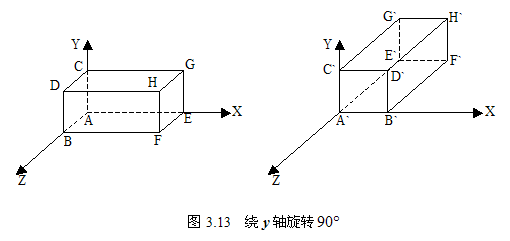 Y
C
G
D
H
A
E
X
B
F
Z
G`
H`
Y
E`
F`
C`
D`
X
A`
B`
Z
图 3.13 绕 y 轴旋转 90°